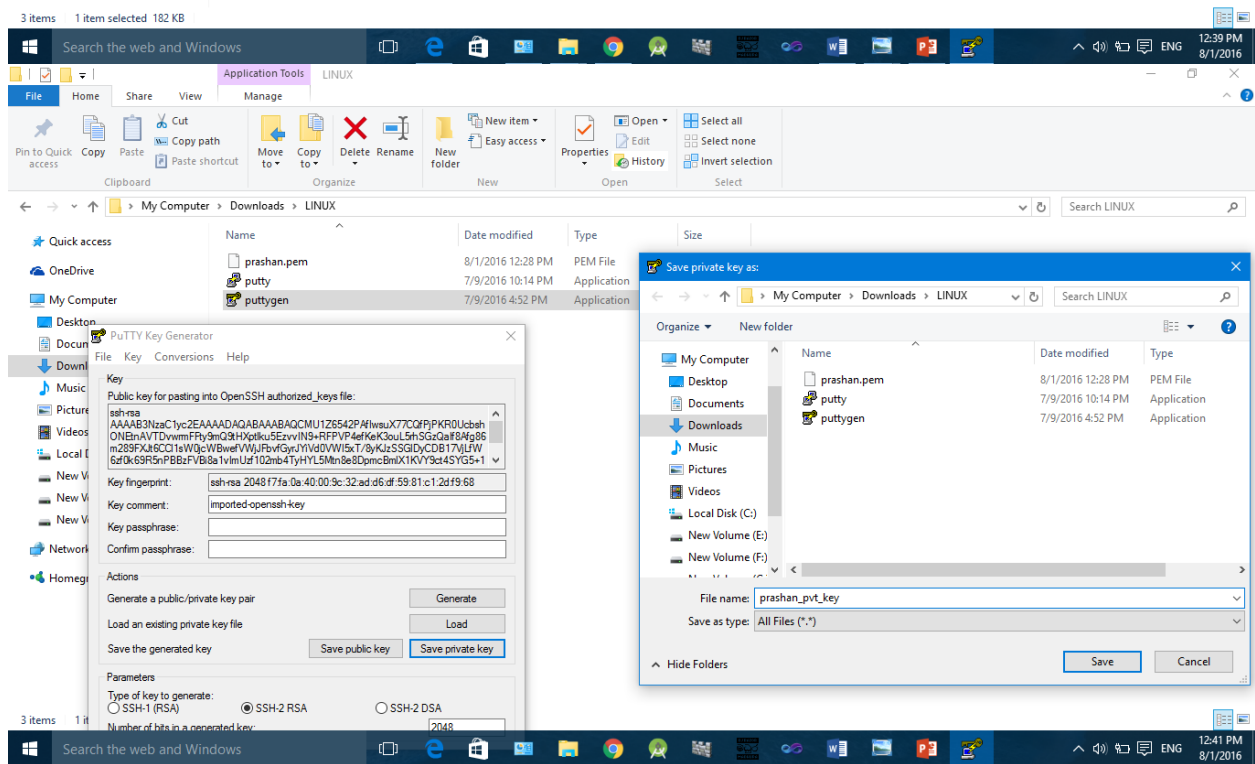 3 items 1 item selected 182 KB
Search the web and Windows
ENG
12:39 PM
8/1/2016
Application Tools LINUX
File Home Share View Manage
Pin to Quick access
Copy
Paste
Cut
Copy path
Paste shortcut
Clipboard
Move to
Copy to
Delete
Rename
Organize
New folder
New item
Easy access
New
Properties
Open
Edit
History
Open
Select all
Select none
Invert selection
Select
My Computer > Downloads > LINUX
Search LINUX
Name Date modified Type Size
prashan.pem 8/1/2016 12:28 PM PEM File
putty 7/9/2016 10:14 PM Application
puttygen 7/9/2016 4:52 PM Application
Quick access
OneDrive
My Computer
Desktop
Docum
Downl
Music
Picture
Videos
Local
New V
New V
New V
Network
Homeg
PuTTY Key Generator
File Key Conversions Help
Key
Public key for pasting into OpenSSH authorized_keys file:
ssh-rsa
Key fingerprint: ssh-rsa 2048 f7:fa:0a:40:00:9c:32:ad:d6:df:59:81:c1:2d:f9:68
Key comment: imported-openssh-key
Key passphrase:
Confirm passphrase:
Actions
Generate a public/private key pair Generate
Load an existing private key file Load
Save the generated key Save public key Save private key
Parameters
Type of key to generate:
SSH-1 (RSA) SSH-2 RSA SSH-2 DSA
Number of bits in a generated key: 2048
Save private key as:
My Computer > Downloads > LINUX
Search LINUX
Organize New folder
My Computer
Desktop
Documents
Downloads
Music
Pictures
Videos
Local Disk (C:)
New Volume (E:)
New Volume (F:)
Name Date modified Type
prashan.pem 8/1/2016 12:28 PM PEM File
putty 7/9/2016 10:14 PM Application
puttygen 7/9/2016 4:52 PM Application
File name: prashan_pvt_key
Save as type: All Files (*.*)
Hide Folders
Save Cancel
3 items 1 it
Search the web and Windows
ENG
12:41 PM
8/1/2016